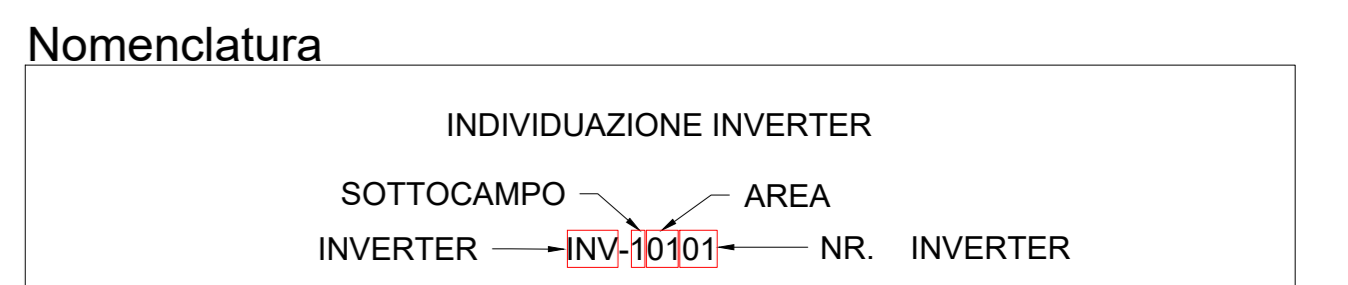 Nomenclatura
INDIVIDUAZIONE INVERTER
SOTTOCAMPO AREA
INVERTER INV-10101 NR. INVERTER